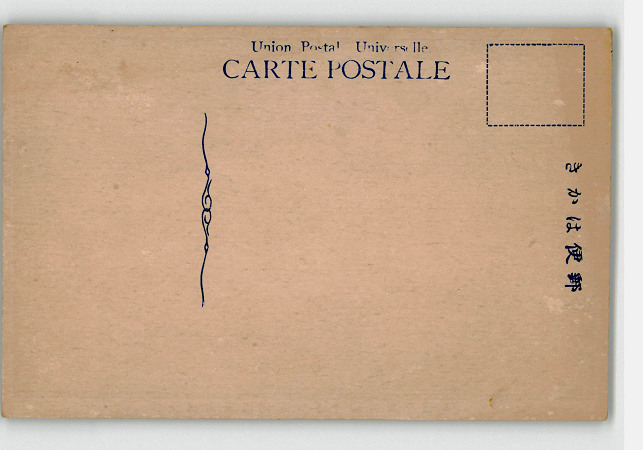 Union Postal Universelle
CARTE POSTALE
きかは便郵